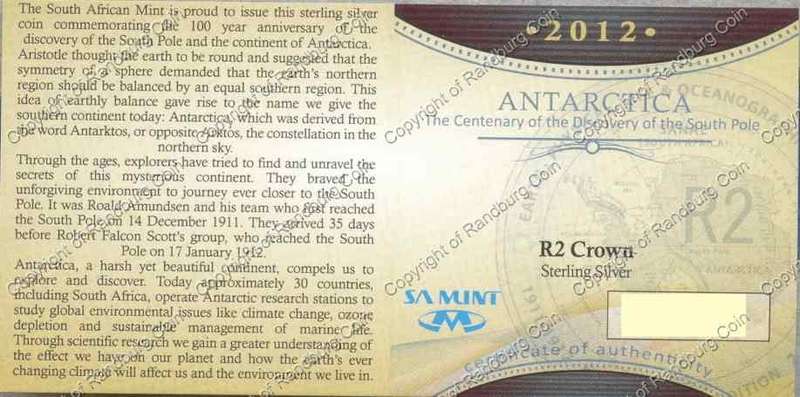 The South African Mint is proud to issue this sterling silver
coin commemorating the 100 year anniversary of the
discovery of the South Pole and the continent of Antarctica.
Aristotle thought the earth to be round and suggested that the
symmetry of a sphere demanded that the earth's northern
region should be balanced by an equal southern region. This
idea of earthly balance gave rise to the name we give the
southern continent today: Antarctica, which was derived from
the word Antarktos, or opposite Arktos, the constellation in the
northern sky.
Through the ages, explorers have tried to find and unravel the
secrets of this mysterious continent. They braved the
unforgiving environment to journey ever closer to the South
Pole. It was Roald Amundsen and his team who first reached
the South Pole on 14 December 1911. They arrived 35 days
before Robert Falcon Scott's group, who reached the South
Pole on 17 January 1912.
Antarctica, a harsh yet beautiful continent, compels us to
explore and discover. Today approximately 30 countries,
including South Africa, operate Antarctic research stations to
study global environmental issues like climate change, ozone
depletion and sustainable management of marine life.
Through scientific research we gain a greater understanding of
the effect we have on our planet and how the earth's ever
changing climate will affect us and the environment we live in.
•2012•
ANTARCTICA
The Centenary of the Discovery of the South Pole
R2
R2 Crown
Sterling Silver
SA MINT
Certificate of authenticity
Copyright of Randburg Coin